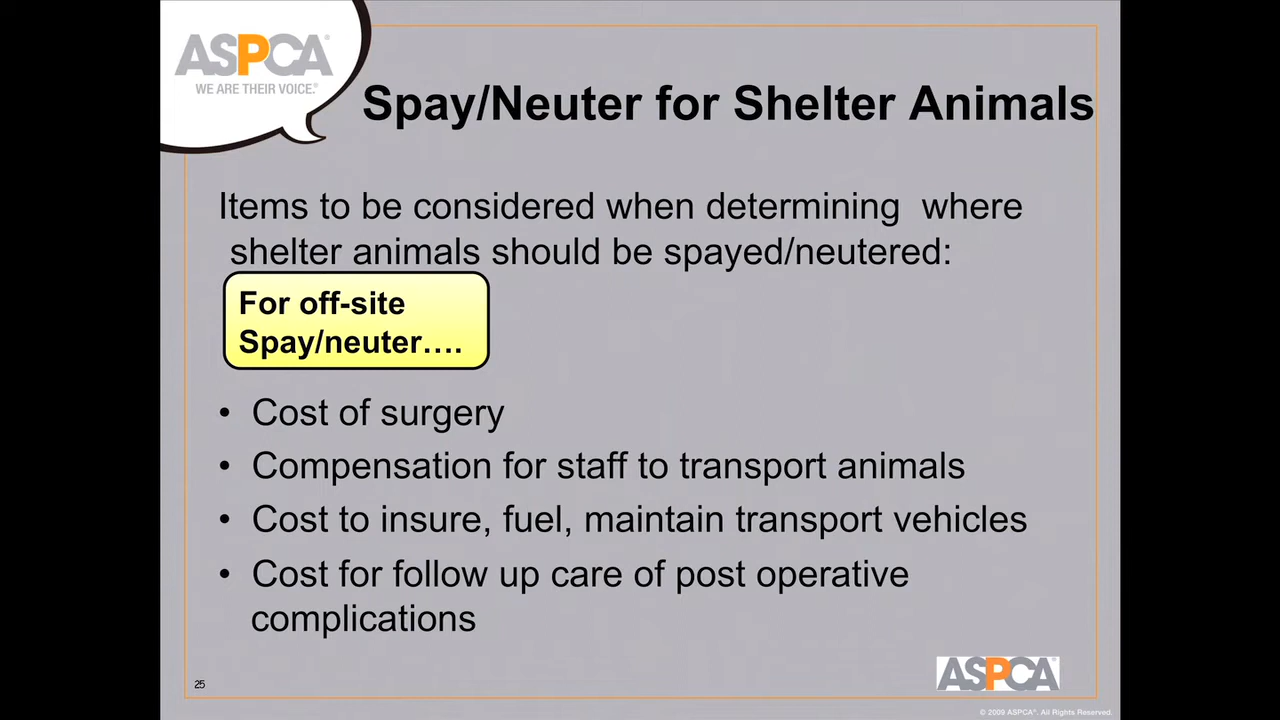 ASPCA®
WE ARE THEIR VOICE.®
Spay/Neuter for Shelter Animals
Items to be considered when determining  where
shelter animals should be spayed/neutered:
For off-site
Spay/neuter….
• Cost of surgery
• Compensation for staff to transport animals
• Cost to insure, fuel, maintain transport vehicles
• Cost for follow up care of post operative
complications
25
ASPCA®
© 2009 ASPCA®. All Rights Reserved.